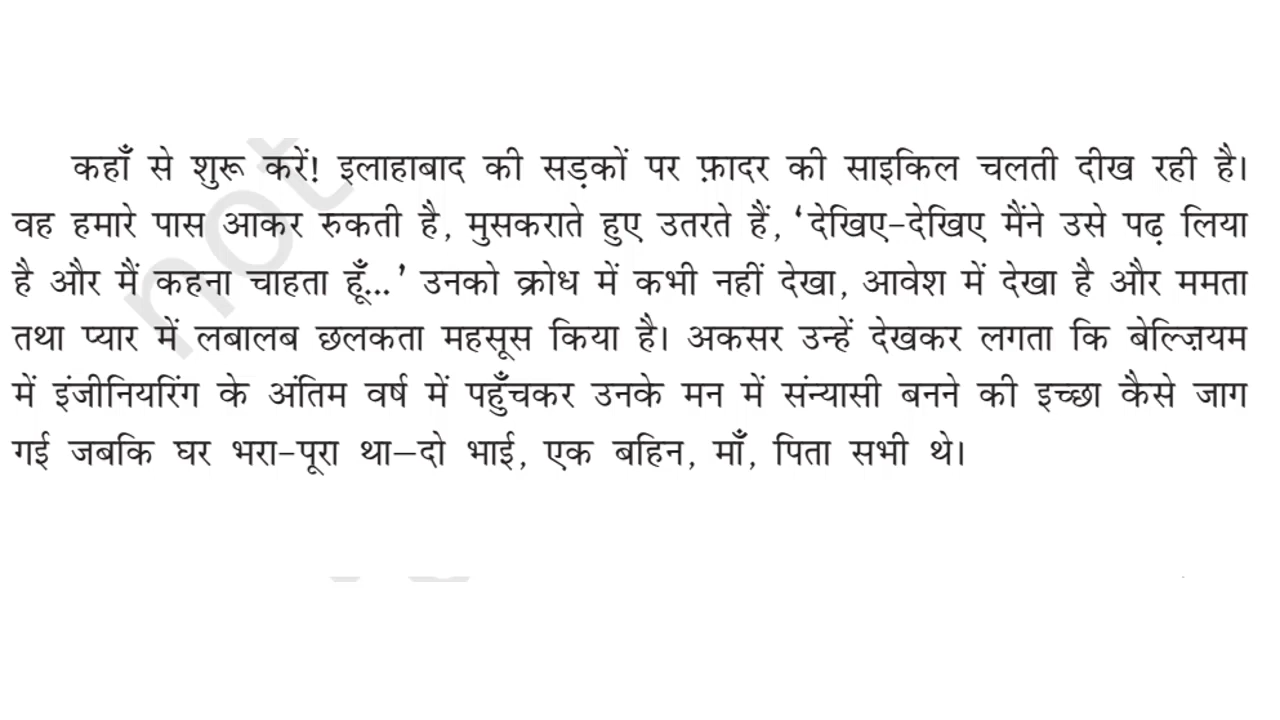 not
कहाँ से शुरू करें! इलाहाबाद की सड़कों पर फ़ादर की साइकिल चलती दीख रही है।
वह हमारे पास आकर रुकती है, मुसकराते हुए उतरते हैं, ‘देखिए-देखिए मैंने उसे पढ़ लिया
है और मैं कहना चाहता हूँ...’ उनको क्रोध में कभी नहीं देखा, आवेश में देखा है और ममता
तथा प्यार में लबालब छलकता महसूस किया है। अकसर उन्हें देखकर लगता कि बेल्ज़ियम
में इंजीनियरिंग के अंतिम वर्ष में पहुँचकर उनके मन में संन्यासी बनने की इच्छा कैसे जाग
गई जबकि घर भरा-पूरा था—दो भाई, एक बहिन, माँ, पिता सभी थे।